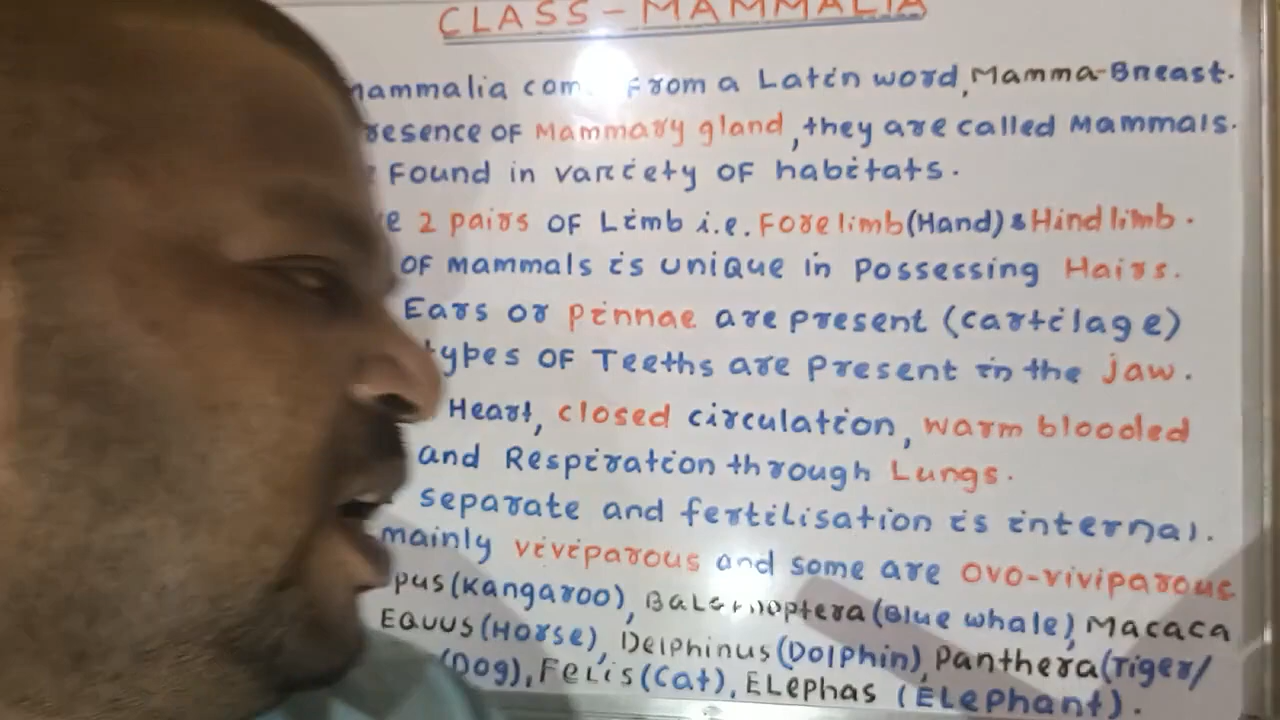 CLASS - MAMMALIA
mammalia from a Latin word, Mamma-Breast.
resence of Mammary gland, they are called Mammals.
Found in variety of habitats.
e 2 pairs of Limb i.e. Forelimb(Hand) & Hind limb.
of mammals is unique in possessing Hairs.
Ears or pinnae are present (cartilage)
types of Teeths are present in the jaw.
Heart, closed circulation, warm blooded
and Respiration through Lungs.
separate and fertilisation is internal.
mainly viviparous and some are ovo-viviparous
pus(Kangaroo), (Blue whale), Macaca
Equus(Horse), Delphinus(Dolphin), Panthera(Tiger/
(Dog), Felis(Cat), Elephas (Elephant).